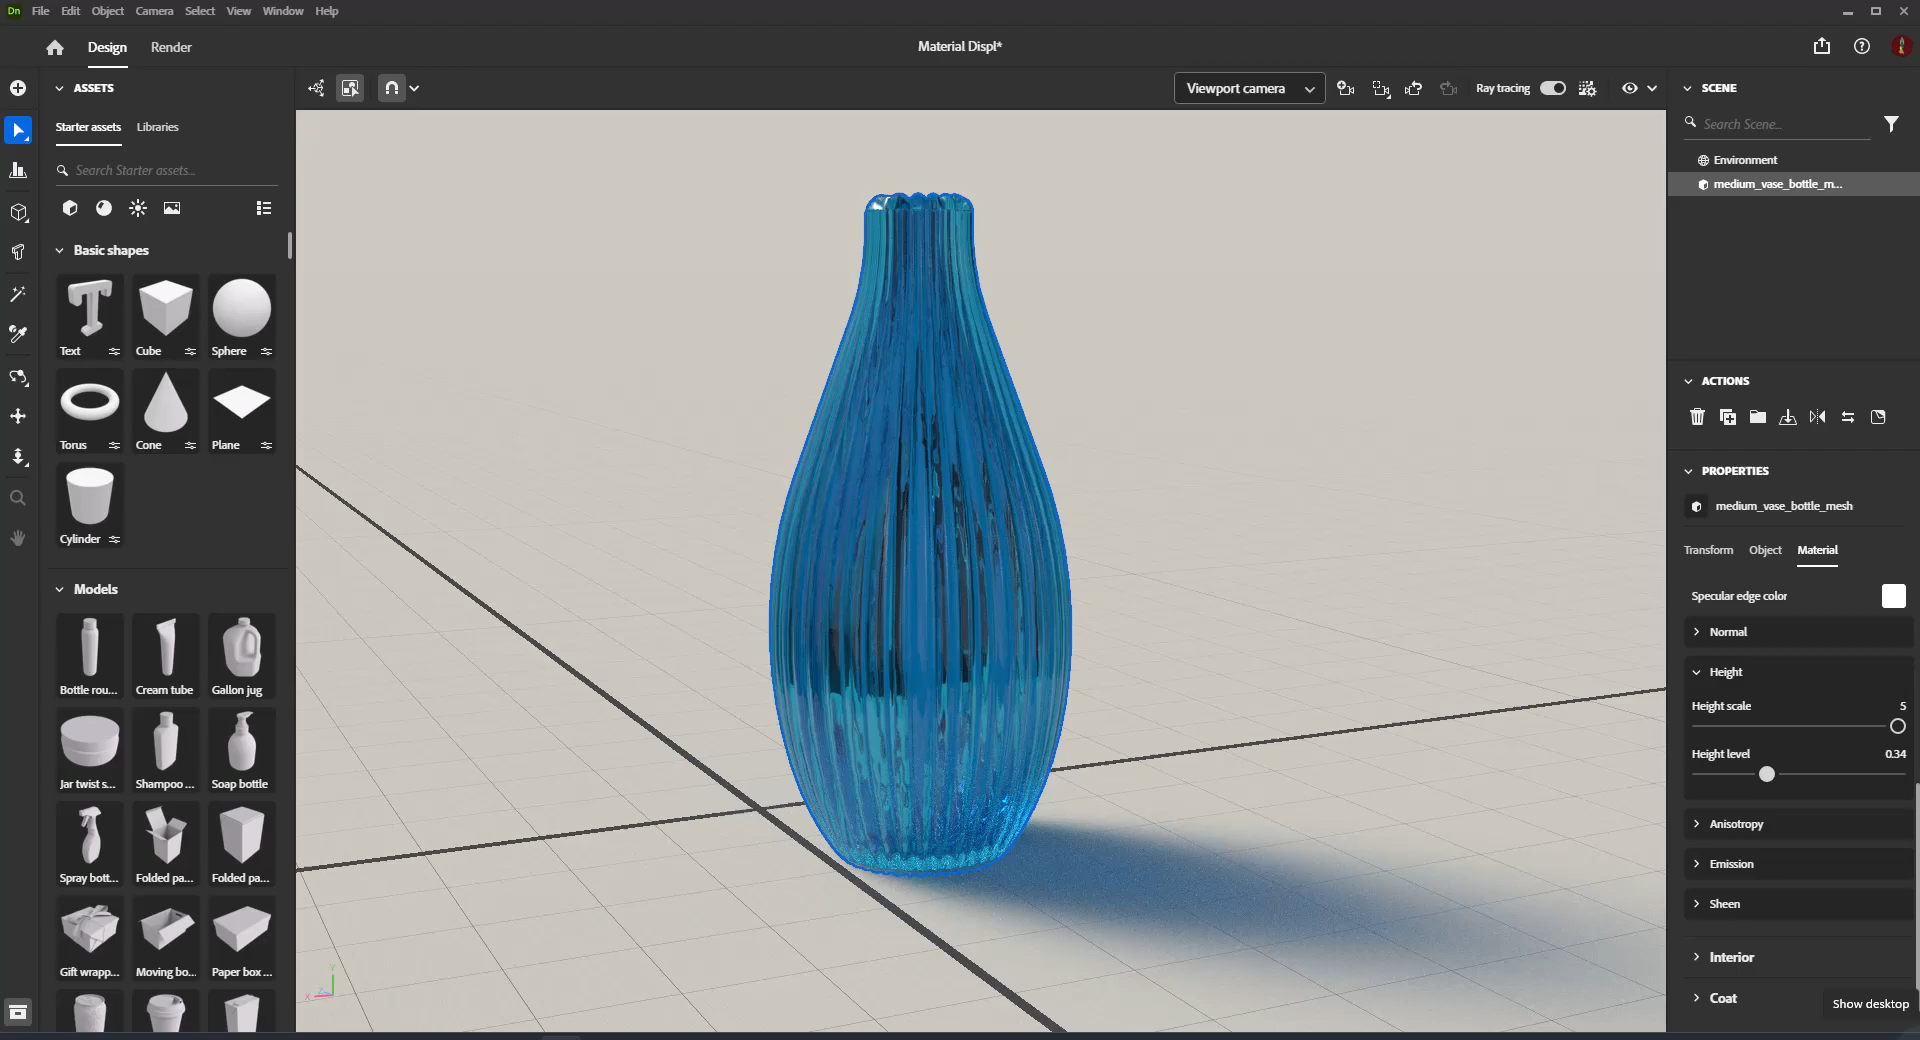 Dn File Edit Object Camera Select View Window Help
Design Render
Material Displ*
ASSETS
Viewport camera
Ray tracing
SCENE
Starter assets Libraries
Search Scene...
Search Starter assets...
Environment
medium_vase_bottle_m...
Basic shapes
Text Cube Sphere
ACTIONS
Torus Cone Plane
PROPERTIES
medium_vase_bottle_mesh
Cylinder
Transform Object Material
Models
Specular edge color
Normal
Height
Bottle rou... Cream tube Gallon jug
Height scale 5
Height level 0.34
Jar twist s... Shampoo ... Soap bottle
Anisotropy
Emission
Spray bott... Folded pa... Folded pa...
Sheen
Interior
Gift wrapp... Moving bo... Paper box ...
Y
Z
X
Coat
Show desktop